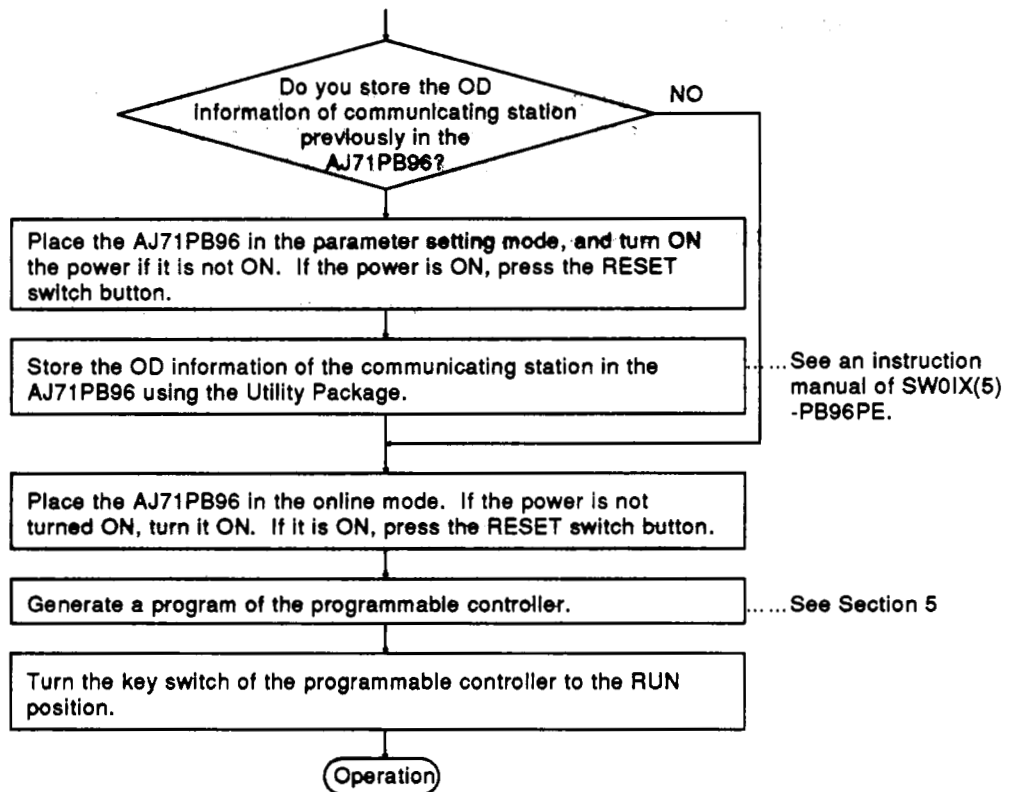 Do you store the OD
information of communicating station
previously in the
AJ71PB96?
NO
Place the AJ71PB96 in the parameter setting mode, and turn ON
the power if it is not ON. If the power is ON, press the RESET
switch button.
Store the OD information of the communicating station in the
AJ71PB96 using the Utility Package.
......See an instruction
manual of SW0IX(5)
-PB96PE.
Place the AJ71PB96 in the online mode. If the power is not
turned ON, turn it ON. If it is ON, press the RESET switch button.
Generate a program of the programmable controller.
......See Section 5
Turn the key switch of the programmable controller to the RUN
position.
Operation